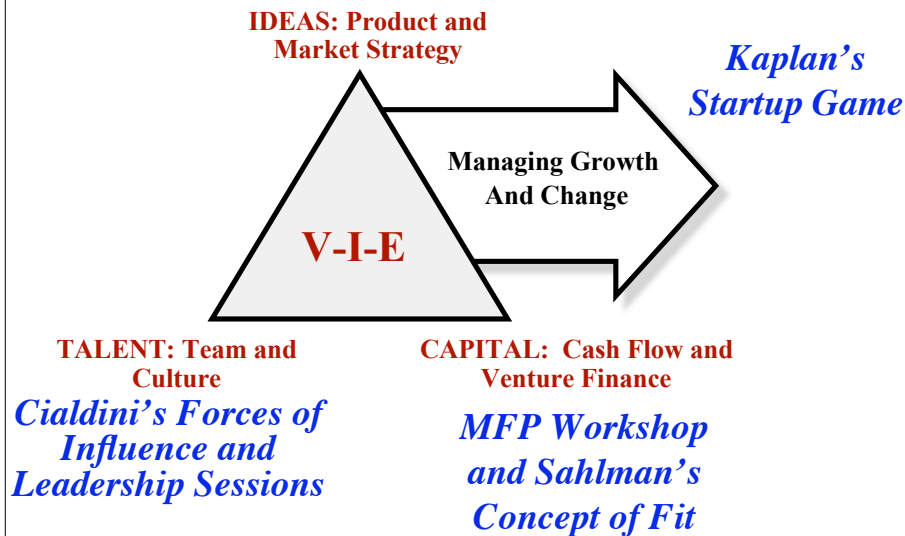 IDEAS: Product and
Market Strategy
Kaplan’s
Startup Game
Managing Growth
And Change
V-I-E
TALENT: Team and
Culture
Cialdini’s Forces of
Influence and
Leadership Sessions
CAPITAL: Cash Flow and
Venture Finance
MFP Workshop
and Sahlman’s
Concept of Fit